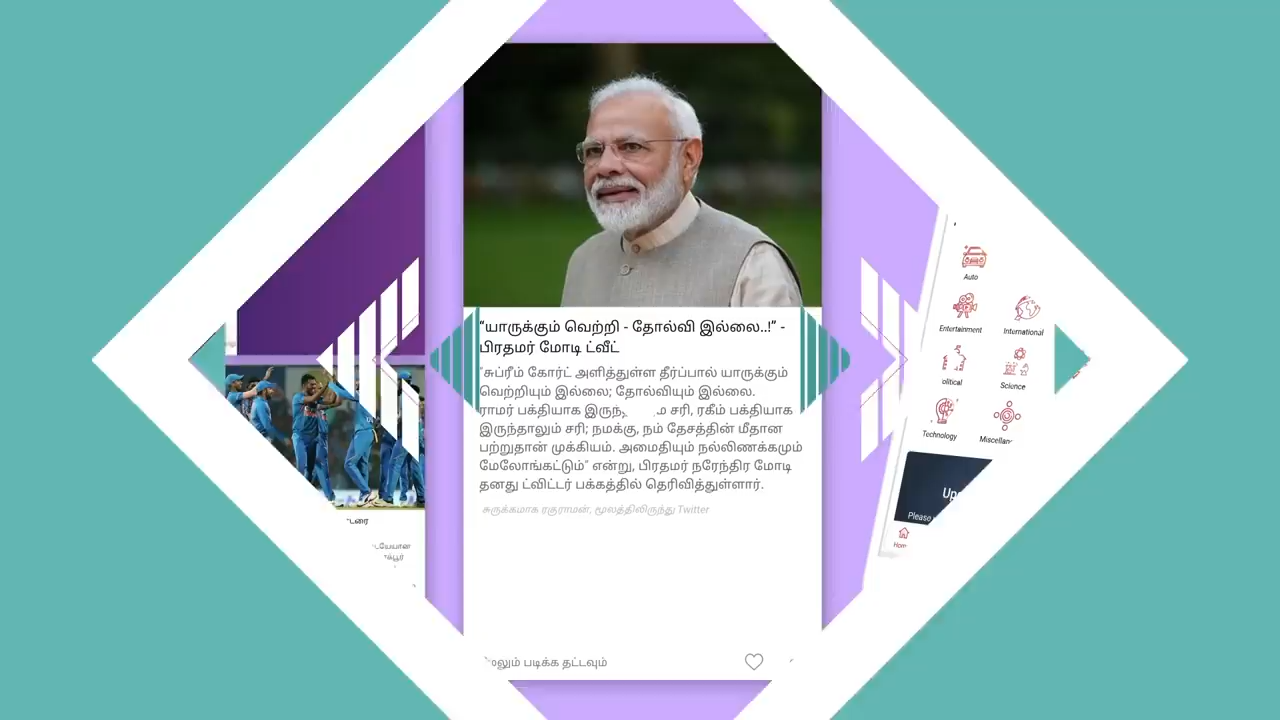 “யாருக்கும் வெற்றி - தோல்வி இல்லை..!” -
பிரதமர் மோடி ட்வீட்
"சுப்ரீம் கோர்ட் அளித்துள்ள தீர்ப்பால் யாருக்கும்
வெற்றியும் இல்லை; தோல்வியும் இல்லை.
ராமர் பக்தியாக சரி, ரகீம் பக்தியாக
இருந்தாலும் சரி; நமக்கு, நம் தேசத்தின் மீதான
பற்றுதான் முக்கியம். அமைதியும் நல்லிணக்கமும்
மேலோங்கட்டும்" என்று, பிரதமர் நரேந்திர மோடி
தனது ட்விட்டர் பக்கத்தில் தெரிவித்துள்ளார்.
சுருக்கமாக ரகுராமன், மூலத்திலிருந்து Twitter
படிக்க தட்டவும்
Auto
Entertainment
International
Science
Technology